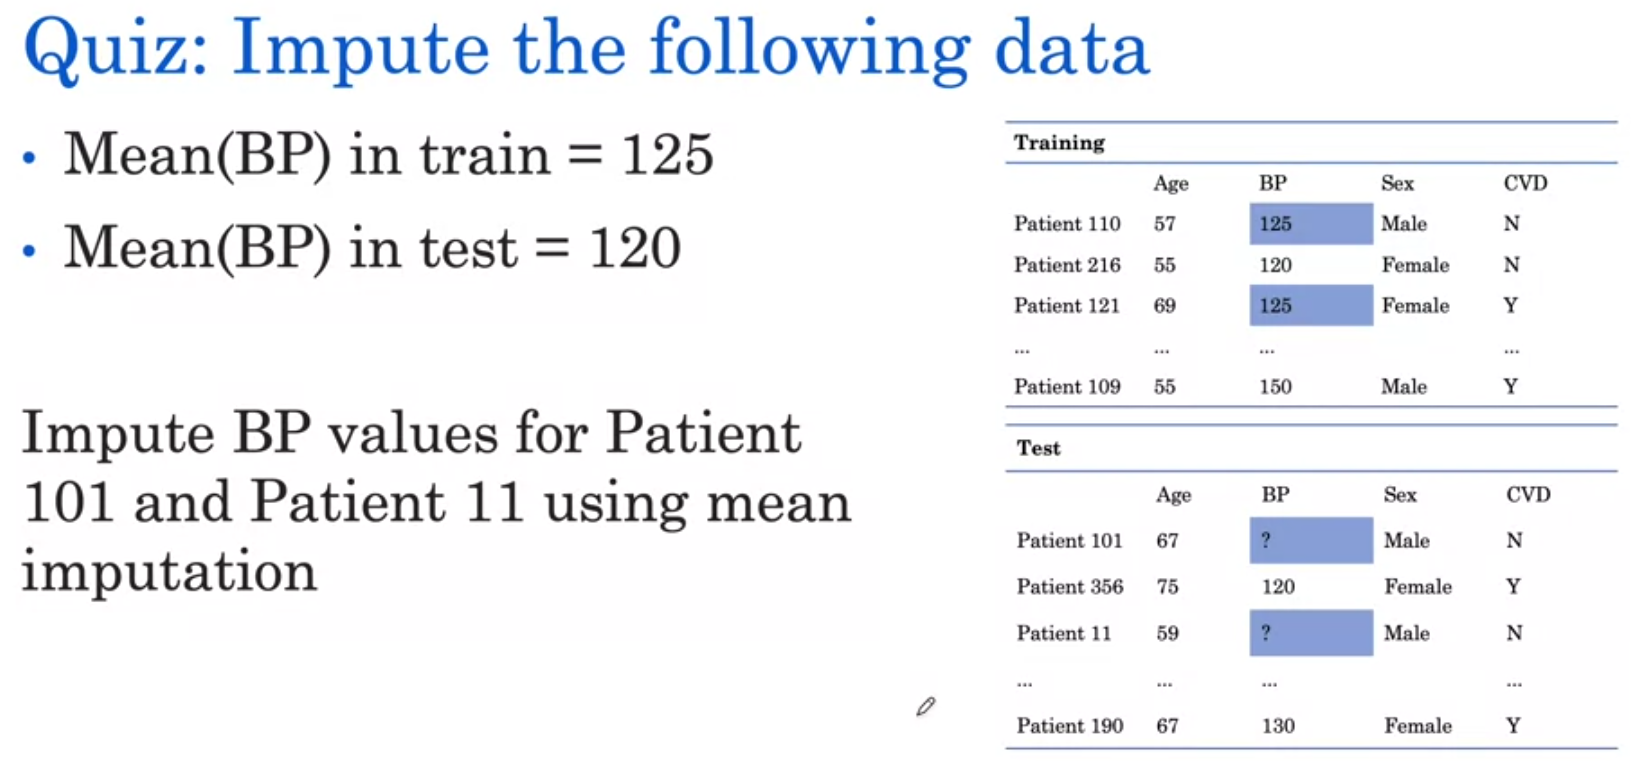 Quiz: Impute the following data
• Mean(BP) in train = 125
• Mean(BP) in test = 120
Impute BP values for Patient
101 and Patient 11 using mean
imputation
Training
Age BP Sex CVD
Patient 110 57 125 Male N
Patient 216 55 120 Female N
Patient 121 69 125 Female Y
... ... ... ...
Patient 109 55 150 Male Y
Test
Age BP Sex CVD
Patient 101 67 ? Male N
Patient 356 75 120 Female Y
Patient 11 59 ? Male N
... ... ... ...
Patient 190 67 130 Female Y